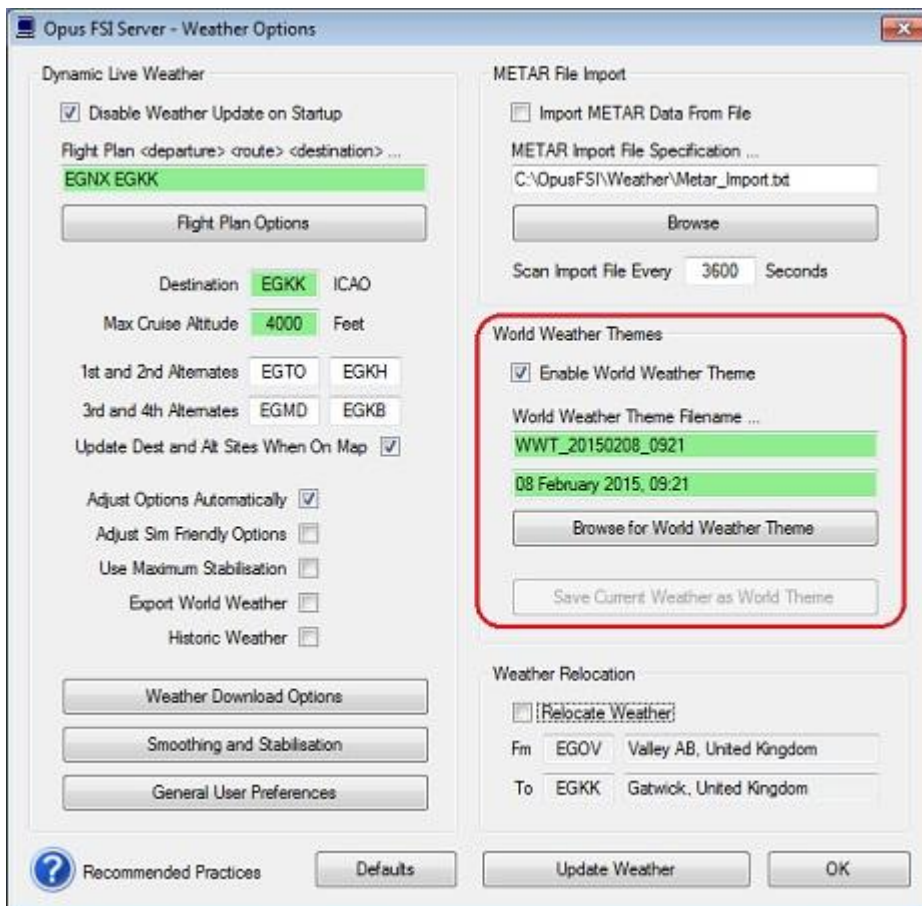 Opus FSI Server - Weather Options
Dynamic Live Weather
Disable Weather Update on Startup
Flight Plan <departure> <route> <destination> ...
EGNX EGKK
Flight Plan Options
Destination EGKK ICAO
Max Cruise Altitude 4000 Feet
1st and 2nd Alternates EGTO EGKH
3rd and 4th Alternates EGMD EGKB
Update Dest and Alt Sites When On Map
Adjust Options Automatically
Adjust Sim Friendly Options
Use Maximum Stabilisation
Export World Weather
Historic Weather
Weather Download Options
Smoothing and Stabilisation
General User Preferences
METAR File Import
Import METAR Data From File
METAR Import File Specification ...
C:\OpusFSI\Weather\Metar_Import.txt
Browse
Scan Import File Every 3600 Seconds
World Weather Themes
Enable World Weather Theme
World Weather Theme Filename ...
WWT_20150208_0921
08 February 2015, 09:21
Browse for World Weather Theme
Save Current Weather as World Theme
Weather Relocation
Relocate Weather
Fm EGOV Valley AB, United Kingdom
To EGKK Gatwick, United Kingdom
? Recommended Practices
Defaults
Update Weather
OK